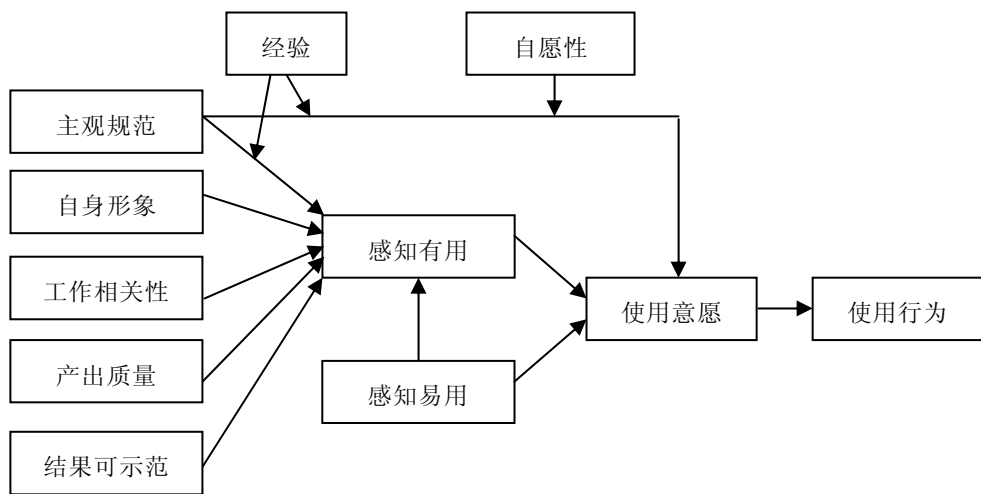 经验
自愿性
主观规范
自身形象
感知有用
工作相关性
使用意愿
使用行为
产出质量
感知易用
结果可示范